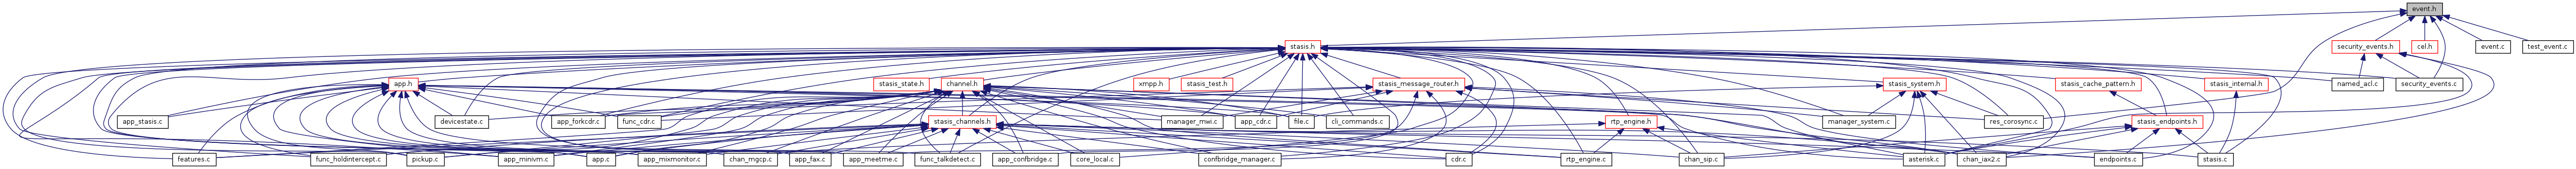 event.h
stasis.h
security_events.h
cel.h
event.c
test_event.c
app.h
stasis_state.h
channel.h
xmpp.h
stasis_test.h
stasis_message_router.h
stasis_system.h
stasis_cache_pattern.h
stasis_internal.h
named_acl.c
security_events.c
app_stasis.c
devicestate.c
app_forkcdr.c
func_cdr.c
stasis_channels.h
manager_mwi.c
app_cdr.c
file.c
cli_commands.c
rtp_engine.h
manager_system.c
res_corosync.c
stasis_endpoints.h
features.c
func_holdintercept.c
pickup.c
app_minivm.c
app.c
app_mixmonitor.c
chan_mgcp.c
app_fax.c
app_meetme.c
func_talkdetect.c
app_confbridge.c
core_local.c
confbridge_manager.c
cdr.c
rtp_engine.c
chan_sip.c
asterisk.c
chan_iax2.c
endpoints.c
stasis.c